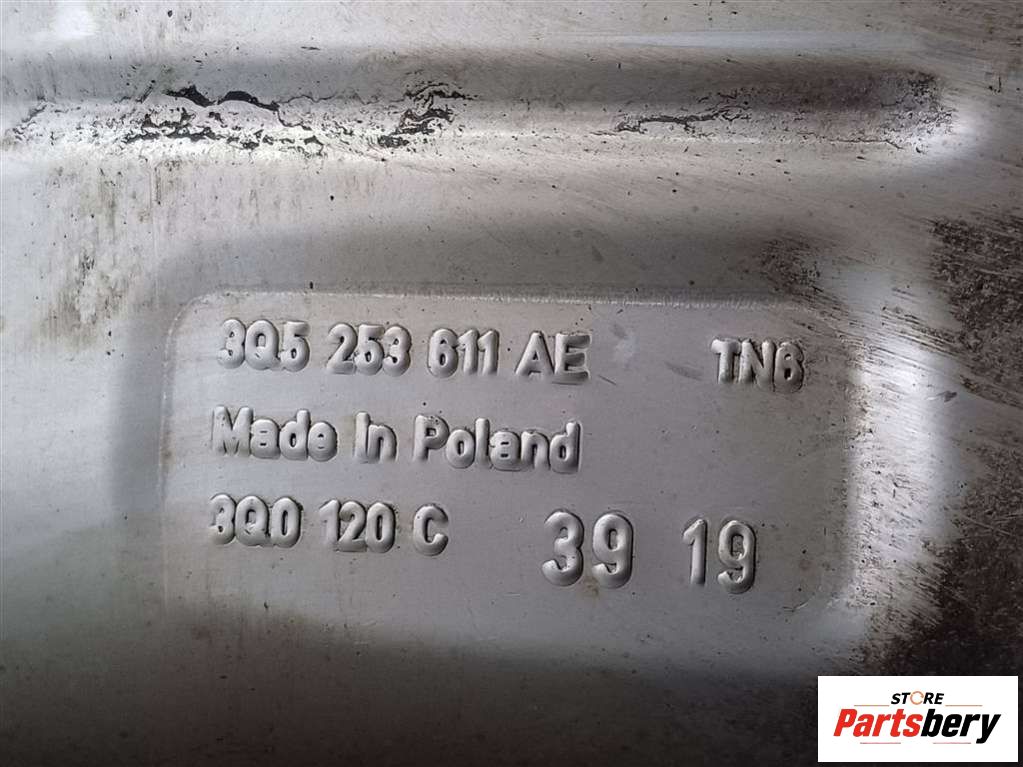 3Q5 253 611 AE TN6
Made In Poland
3Q0 120 C 39 19
STORE
Partsbery